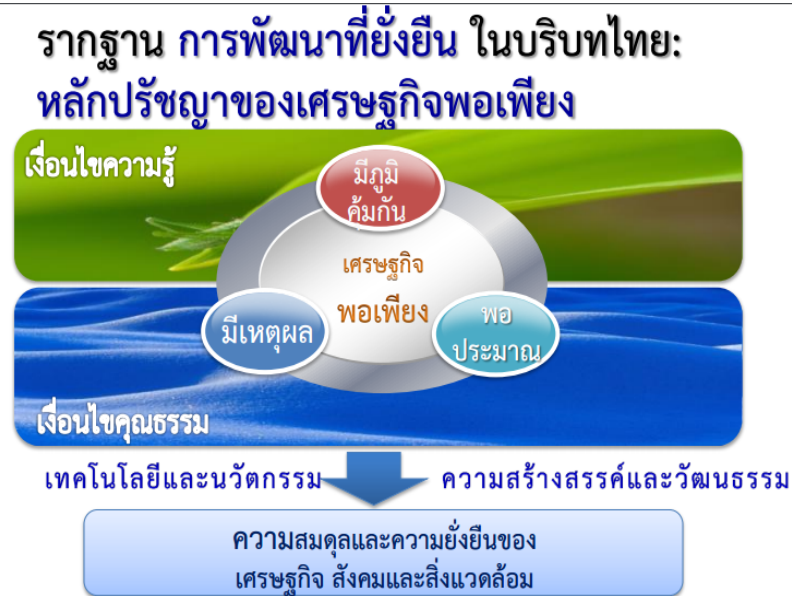 รากฐาน การพัฒนาที่ยั่งยืน ในบริบทไทย:
หลักปรัชญาของเศรษฐกิจพอเพียง
เงื่อนไขความรู้
มีภูมิ
คุ้มกัน
เศรษฐกิจ
พอเพียง
มีเหตุผล
พอ
ประมาณ
เงื่อนไขคุณธรรม
เทคโนโลยีและนวัตกรรม
ความสร้างสรรค์และวัฒนธรรม
ความสมดุลและความยั่งยืนของ
เศรษฐกิจ สังคมและสิ่งแวดล้อม